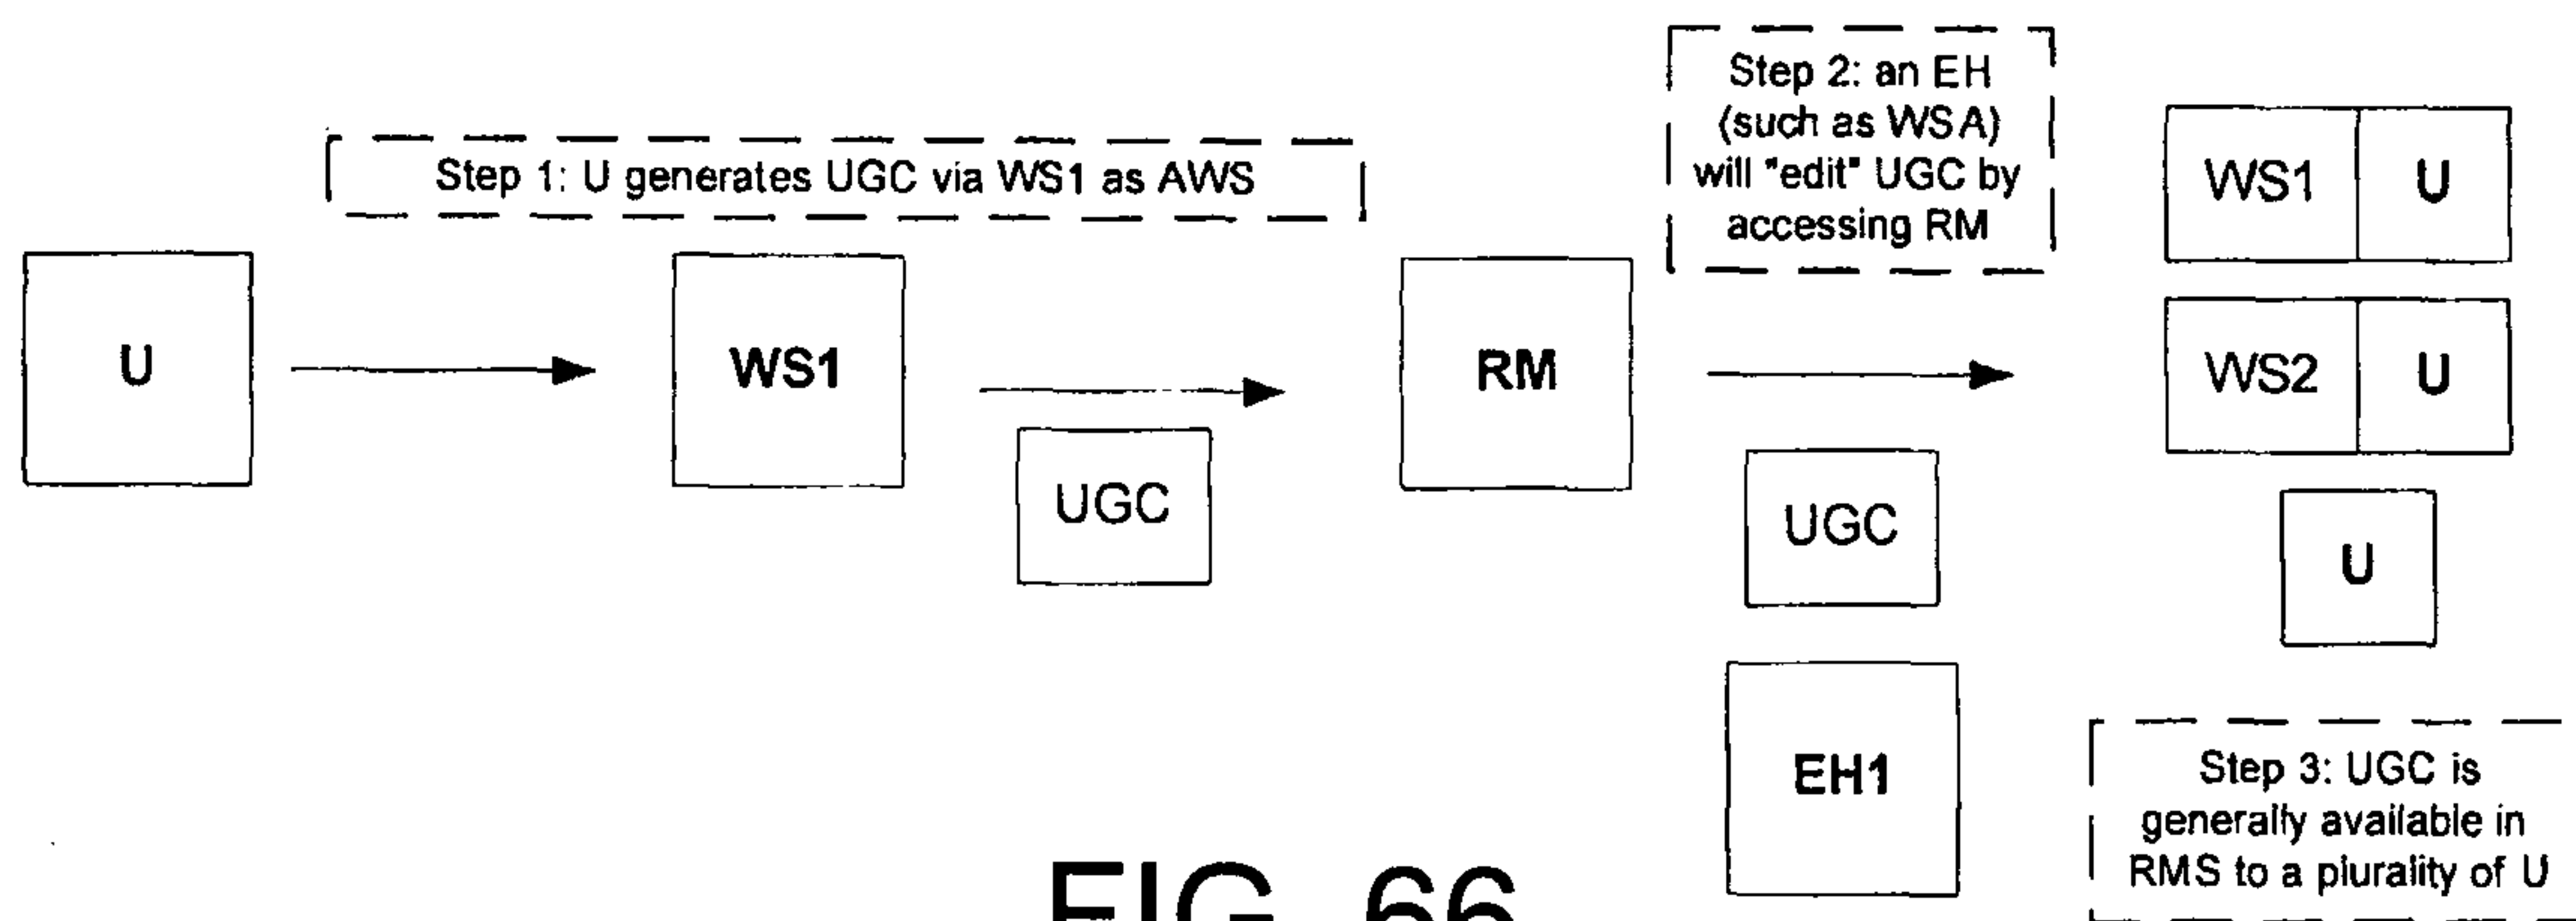 Step 1: U generates UGC via WS1 as AWS
Step 2: an EH
(such as WSA)
will "edit" UGC by
accessing RM
WS1 U
WS2 U
U
U
WS1
UGC
RM
UGC
EH1
Step 3: UGC is
generally available in
RMS to a plurality of U
FIG. 66